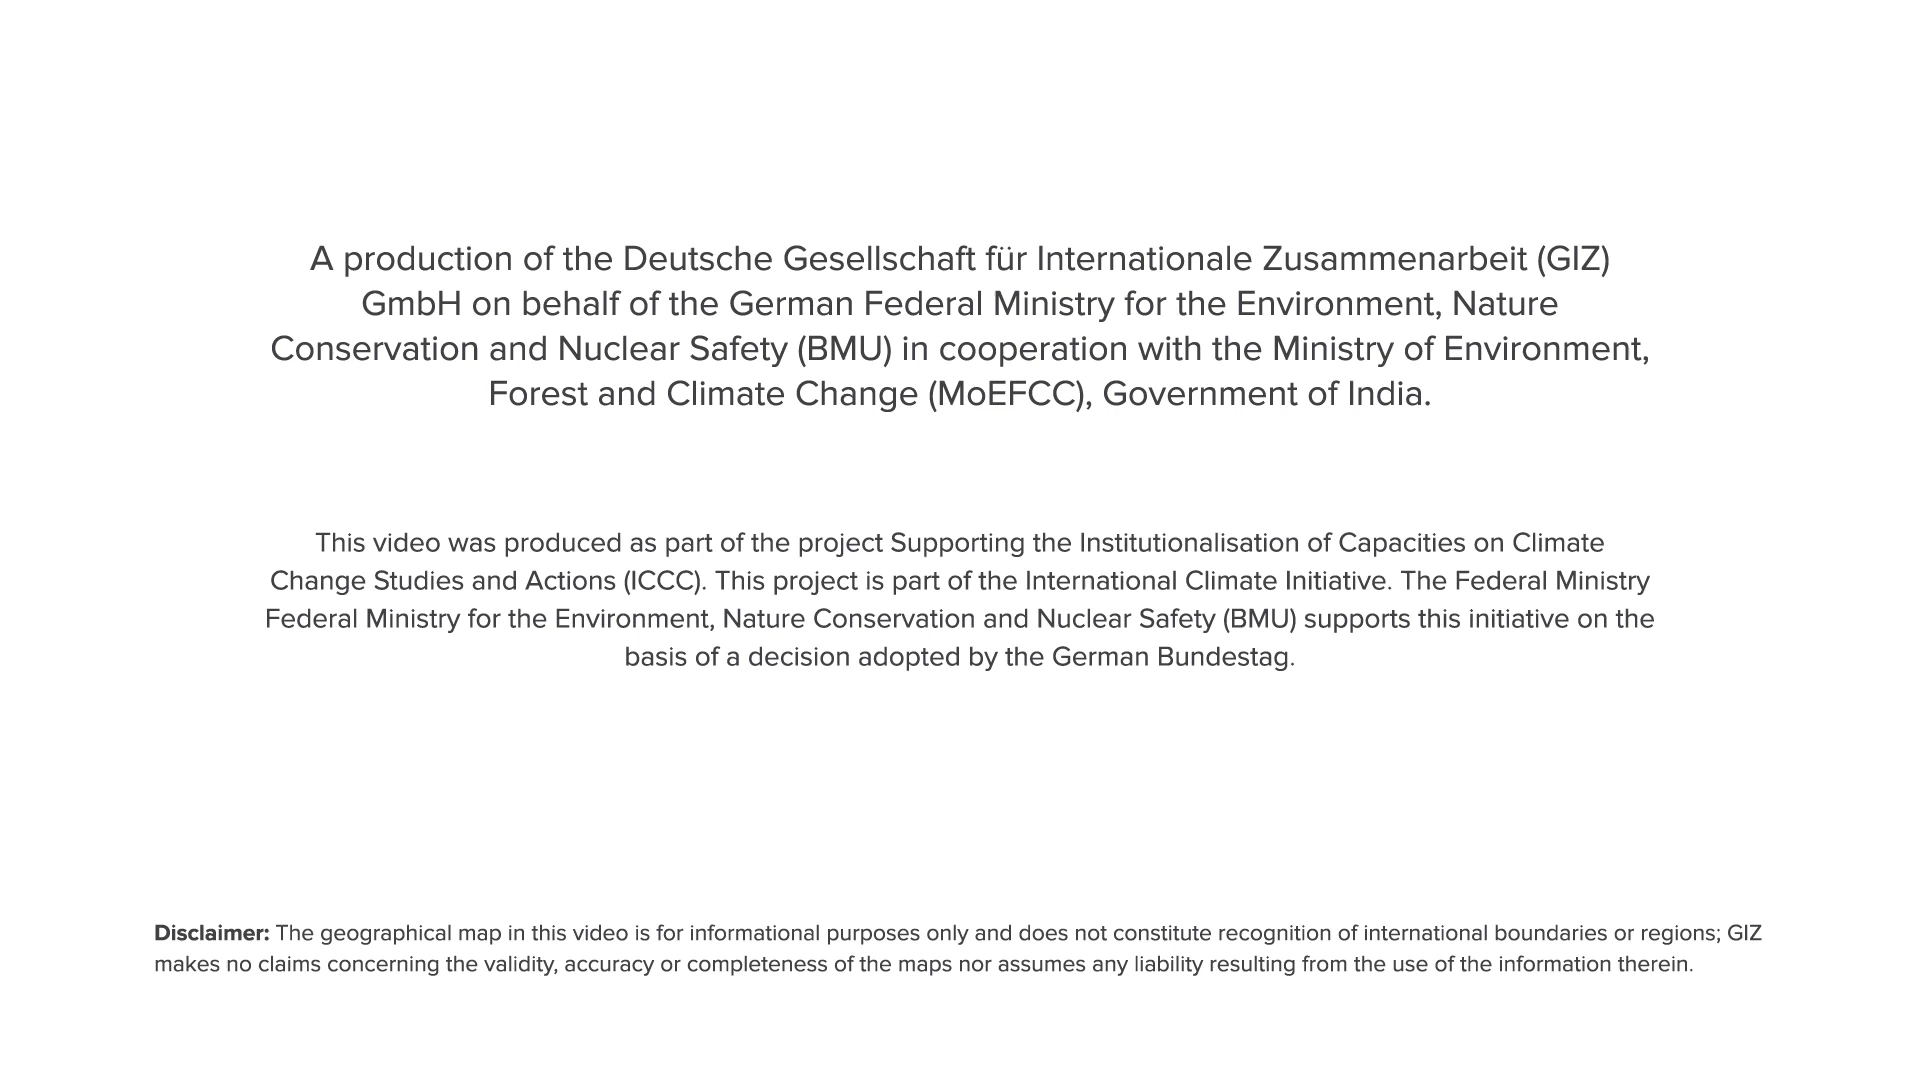 A production of the Deutsche Gesellschaft für Internationale Zusammenarbeit (GIZ)
GmbH on behalf of the German Federal Ministry for the Environment, Nature
Conservation and Nuclear Safety (BMU) in cooperation with the Ministry of Environment,
Forest and Climate Change (MoEFCC), Government of India.
This video was produced as part of the project Supporting the Institutionalisation of Capacities on Climate
Change Studies and Actions (ICCC). This project is part of the International Climate Initiative. The Federal Ministry
Federal Ministry for the Environment, Nature Conservation and Nuclear Safety (BMU) supports this initiative on the
basis of a decision adopted by the German Bundestag.
Disclaimer: The geographical map in this video is for informational purposes only and does not constitute recognition of international boundaries or regions; GIZ
makes no claims concerning the validity, accuracy or completeness of the maps nor assumes any liability resulting from the use of the information therein.